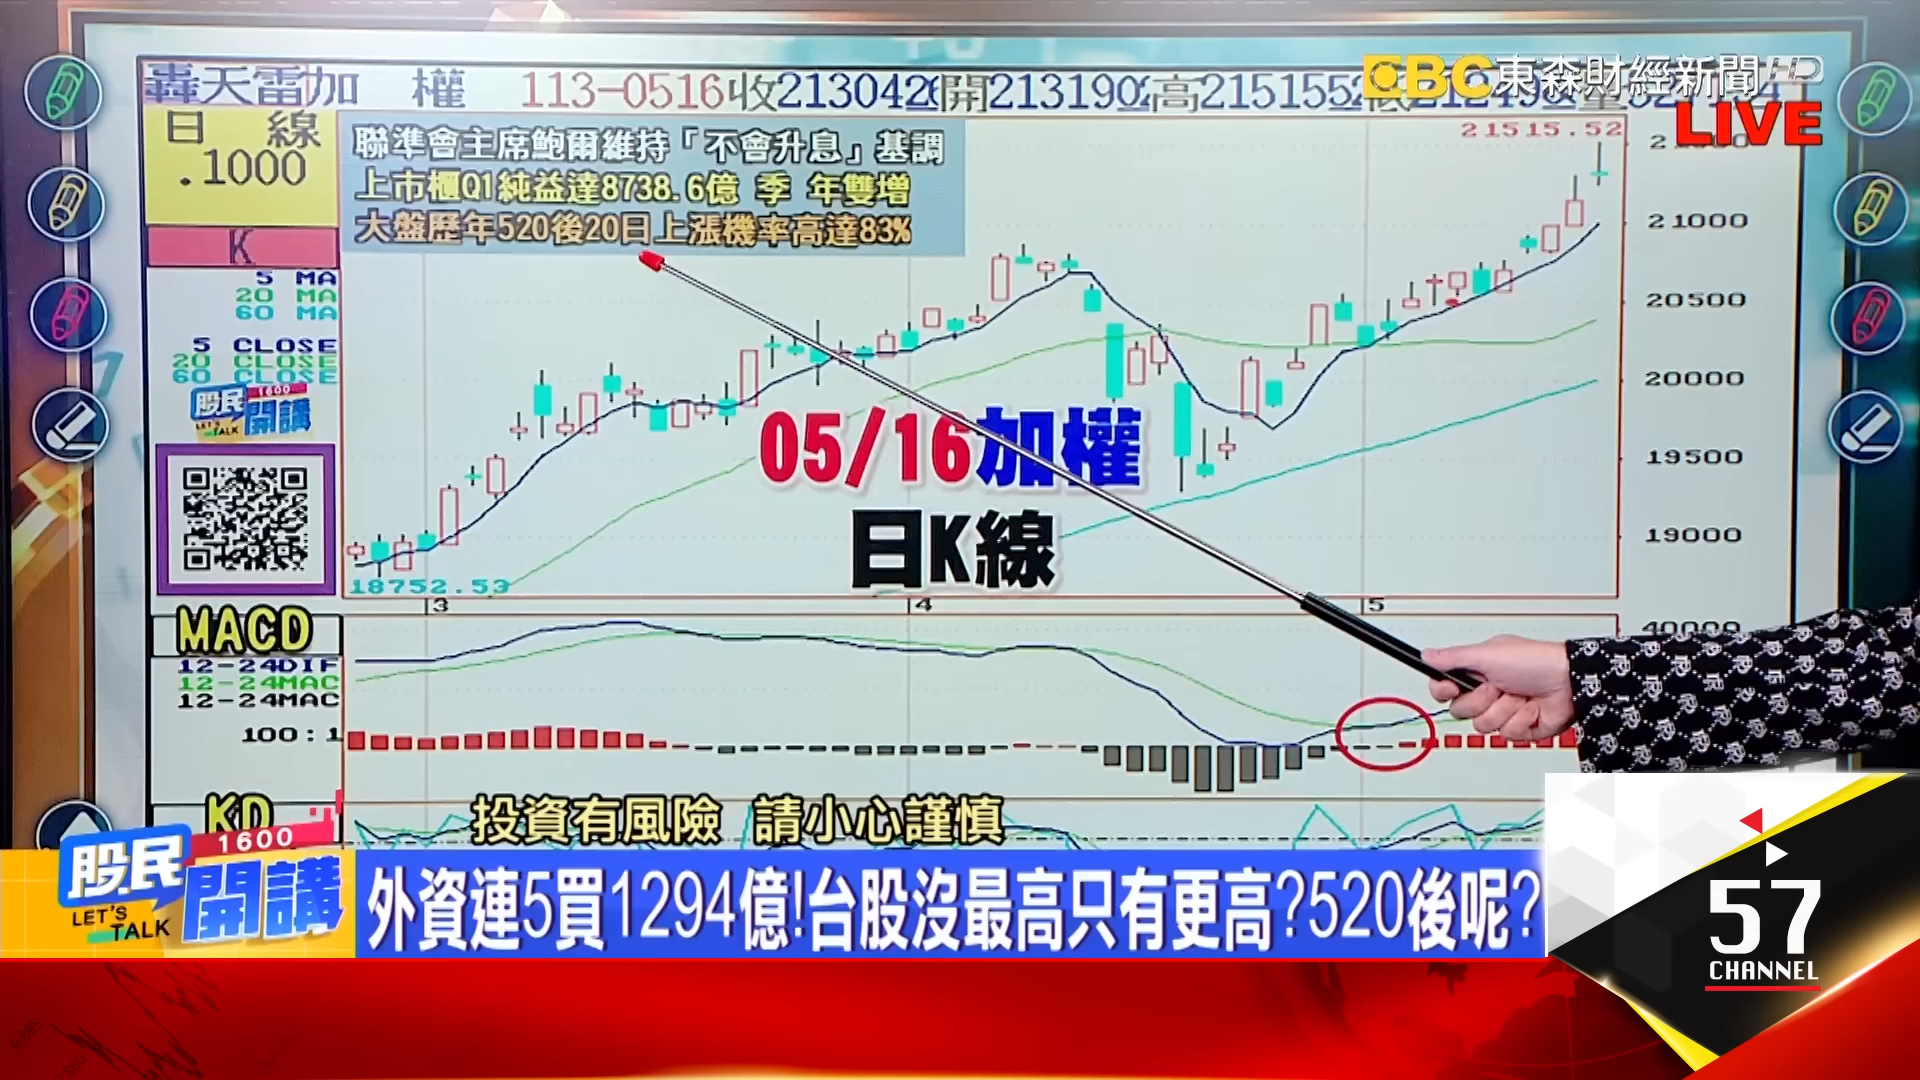 轟天雷加 權 113-0516收213042 開213190 高215155
EBC東森財經新聞HD
LIVE
日 線
.1000
聯準會主席鮑爾維持「不會升息」基調
上市櫃Q1純益達8738.6億 季 年雙增
大盤歷年520後20日上漲機率高達83%
21515.52
21000
20500
20000
19500
19000
K
5 MA
20 MA
60 MA
5 CLOSE
20 CLOSE
60 CLOSE
股民 1600
LET'S TALK 開講
05/16加權
日K線
18752.53
3 4 5
MACD
12-24DIF
12-24MAC
12-24MAC
100:1
40000
KD
投資有風險 請小心謹慎
股民 1600
LET'S TALK 開講
外資連5買1294億!台股沒最高只有更高?520後呢?
57
CHANNEL